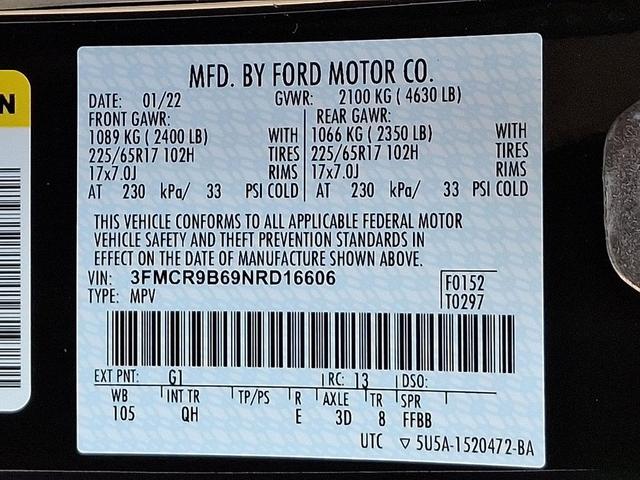 N
MFD. BY FORD MOTOR CO.
DATE: 01/22 GVWR: 2100 KG ( 4630 LB)
FRONT GAWR: REAR GAWR:
1089 KG ( 2400 LB) WITH 1066 KG ( 2350 LB) WITH
225/65R17 102H TIRES 225/65R17 102H TIRES
17x7.0J RIMS 17x7.0J RIMS
AT 230 kPa/ 33 PSI COLD AT 230 kPa/ 33 PSI COLD
THIS VEHICLE CONFORMS TO ALL APPLICABLE FEDERAL MOTOR
VEHICLE SAFETY AND THEFT PREVENTION STANDARDS IN
EFFECT ON THE DATE OF MANUFACTURE SHOWN ABOVE.
VIN: 3FMCR9B69NRD16606 F0152
TYPE: MPV T0297
EXT PNT: G1 RC: 13 DSO:
WB INT TR TP/PS R AXLE TR SPR
105 QH E 3D 8 FFBB
UTC ▽ 5U5A-1520472-BA